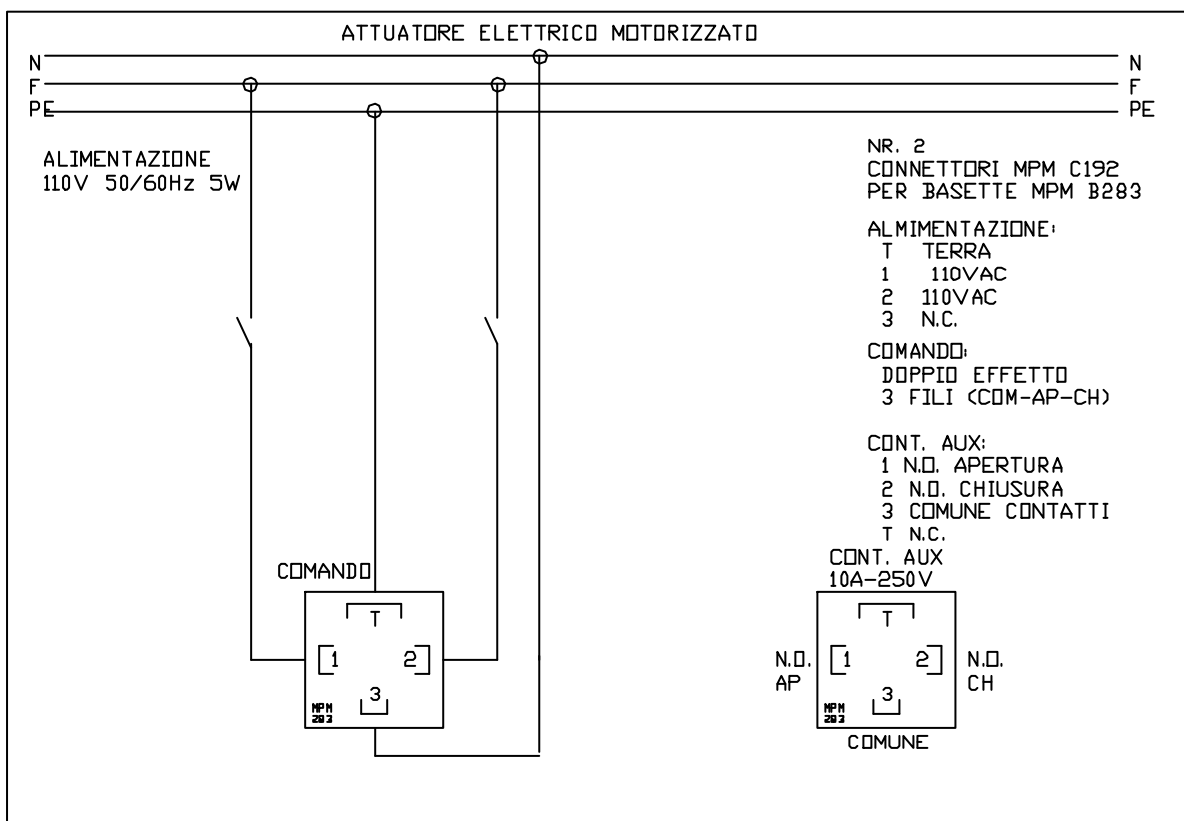 ATTUATORE ELETTRICO MOTORIZZATO
N
F
PE
N
F
PE
ALIMENTAZIONE
110V 50/60Hz 5W
NR. 2
CONNETTORI MPM C192
PER BASETTE MPM B283
ALMIMENTAZIONE:
T TERRA
1 110VAC
2 110VAC
3 N.C.
COMANDO:
DOPPIO EFFETTO
3 FILI (COM-AP-CH)
CONT. AUX:
1 N.O. APERTURA
2 N.O. CHIUSURA
3 COMUNE CONTATTI
T N.C.
COMANDO
T
1 2
3
MPM
283
CONT. AUX
10A-250V
T
N.O. 1 2 N.O.
AP CH
3
MPM
283
COMUNE